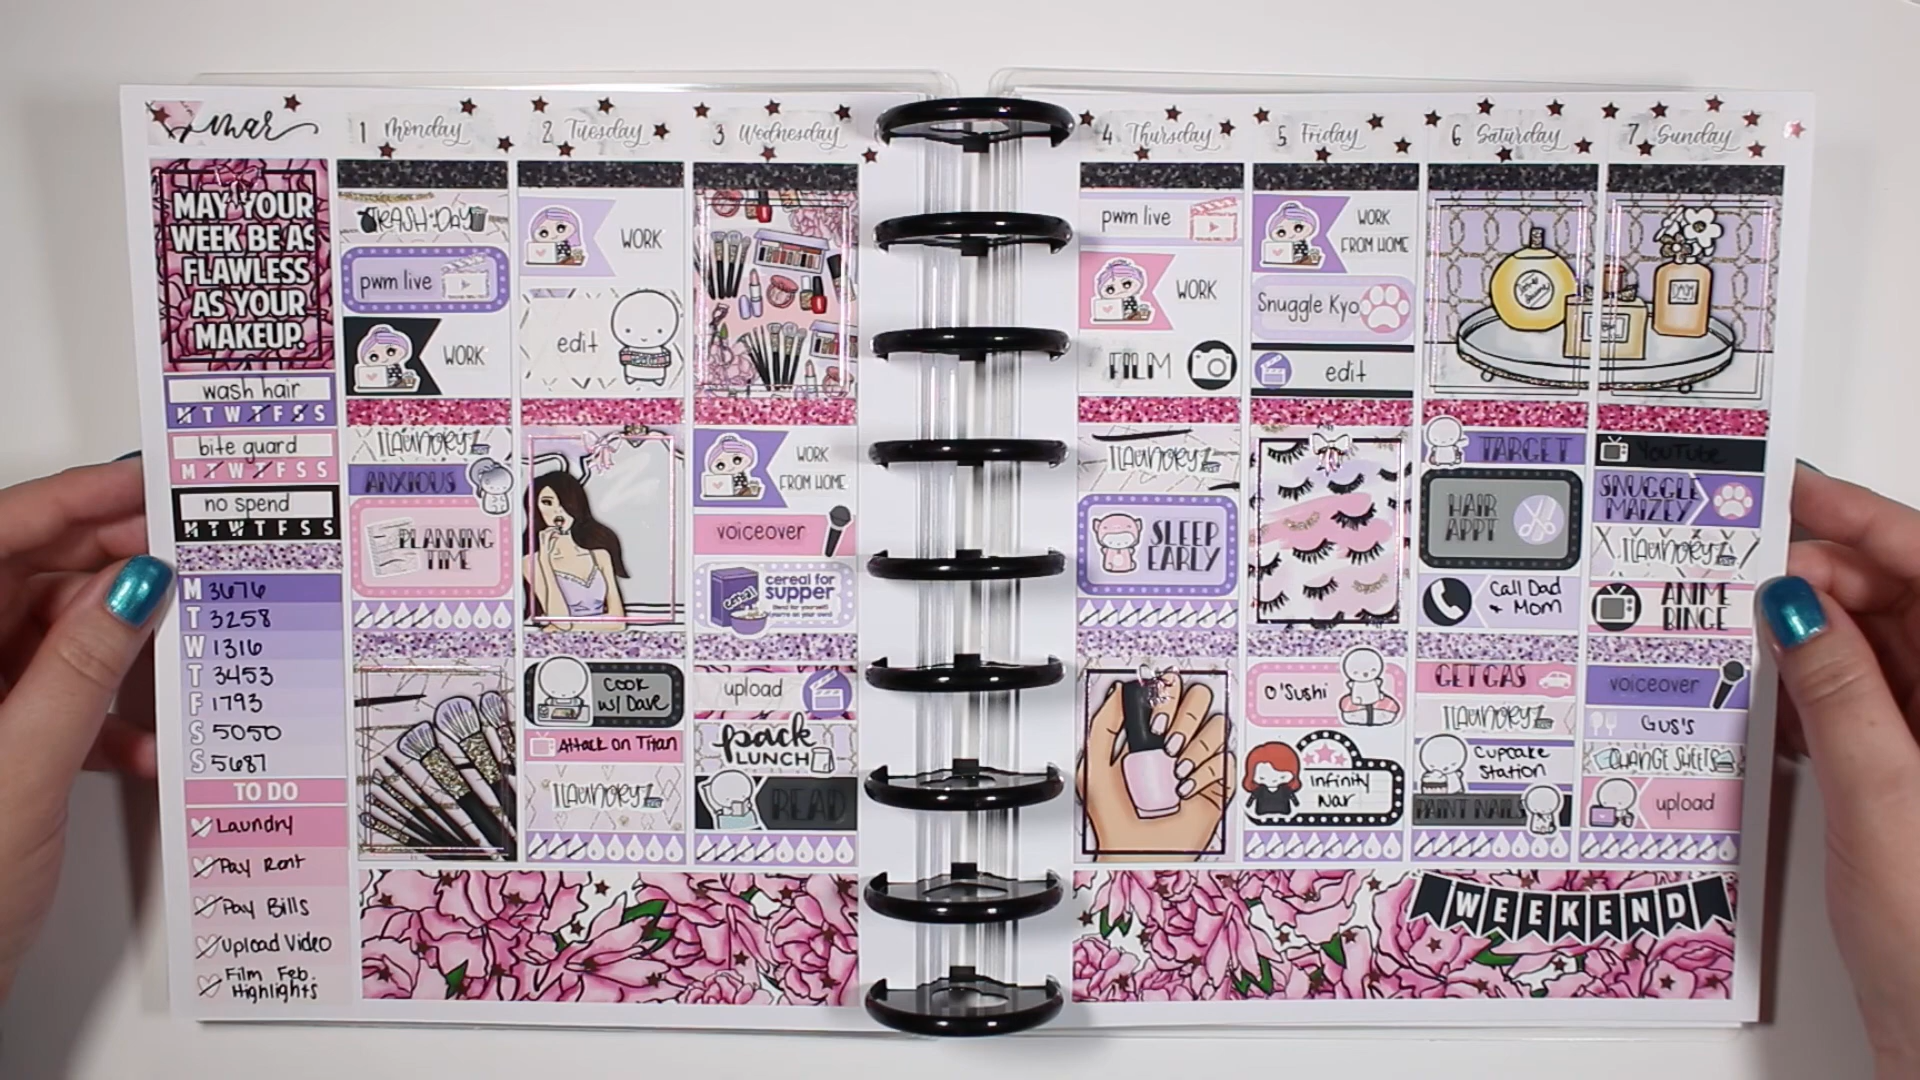 mar
MAY YOUR
WEEK BE AS
FLAWLESS
AS YOUR
MAKEUP.
wash hair
M T W T F S S
bite guard
M T W T F S S
no spend
M T W T F S S
M 3676
T 3258
W 1316
T 3453
F 1793
S 5050
S 5687
TO DO
Laundry
Pay Rent
Pay Bills
Upload Video
Film Feb.
Highlights
1 Monday
TRASH DAY
pwm live
WORK
LAUNDRY
ANXIOUS
PLANNING
TIME
2 Tuesday
WORK
edit
Cook
w/ Dave
Attack on Titan
LAUNDRY
3 Wednesday
WORK
FROM HOME
voiceover
cereal
cereal for
supper
upload
pack
LUNCH
READ
4 Thursday
pwm live
WORK
FILM
LAUNDRY
SLEEP
EARLY
5 Friday
WORK
FROM HOME
Snuggle Kyo
edit
O'Sushi
Infinity
War
6 Saturday
TARGET
HAIR
APPT
Call Dad
+ Mom
GET GAS
LAUNDRY
Cupcake
Station
PAINT NAILS
7 Sunday
YouTube
SNUGGLE
MAIZEY
LAUNDRY
ANIME
BINGE
voiceover
Gus's
CHANGE SHEETS
upload
WEEKEND